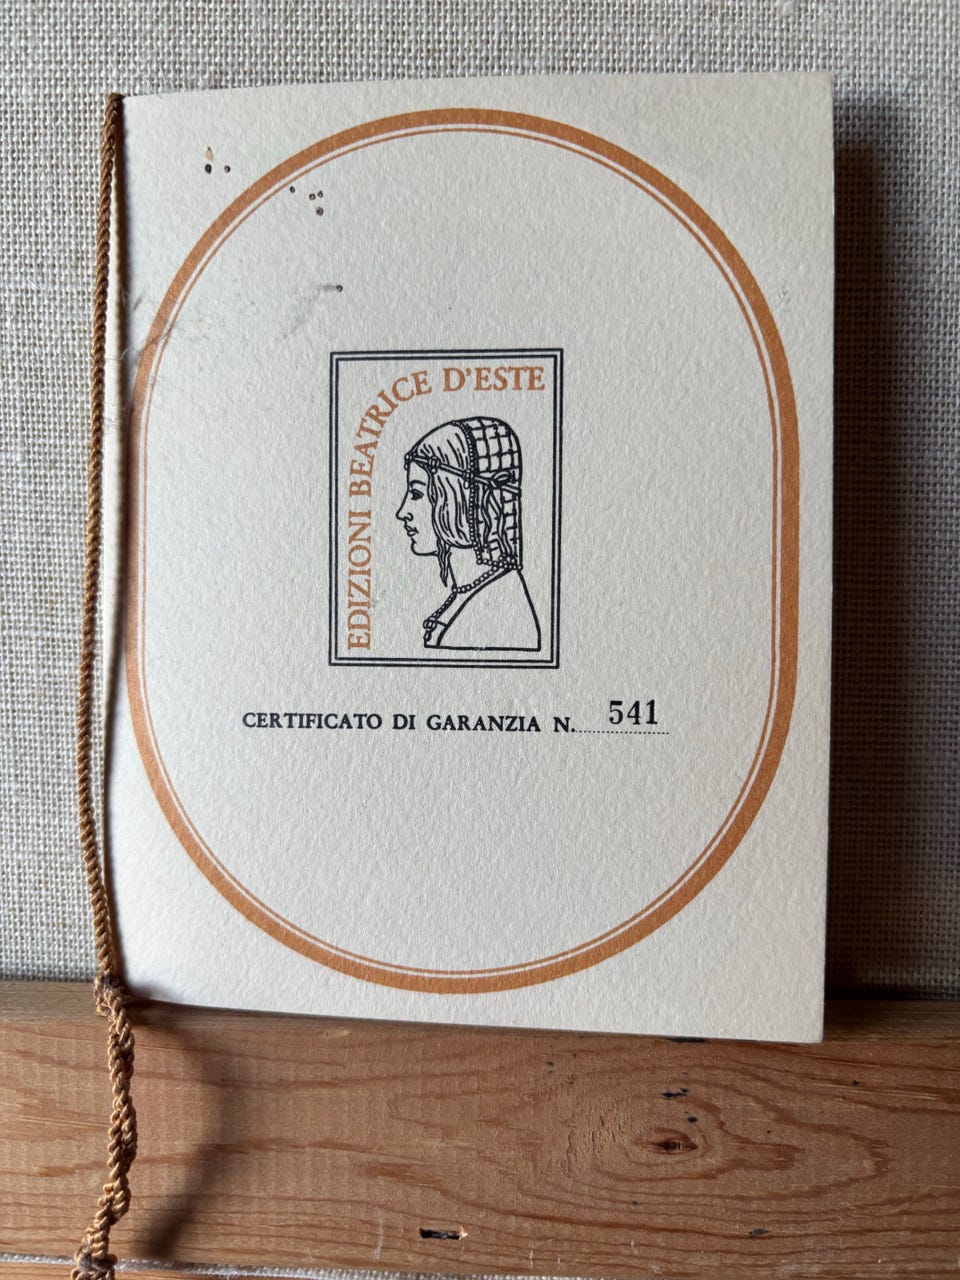 EDIZIONI BEATRICE D'ESTE
CERTIFICATO DI GARANZIA N. 541